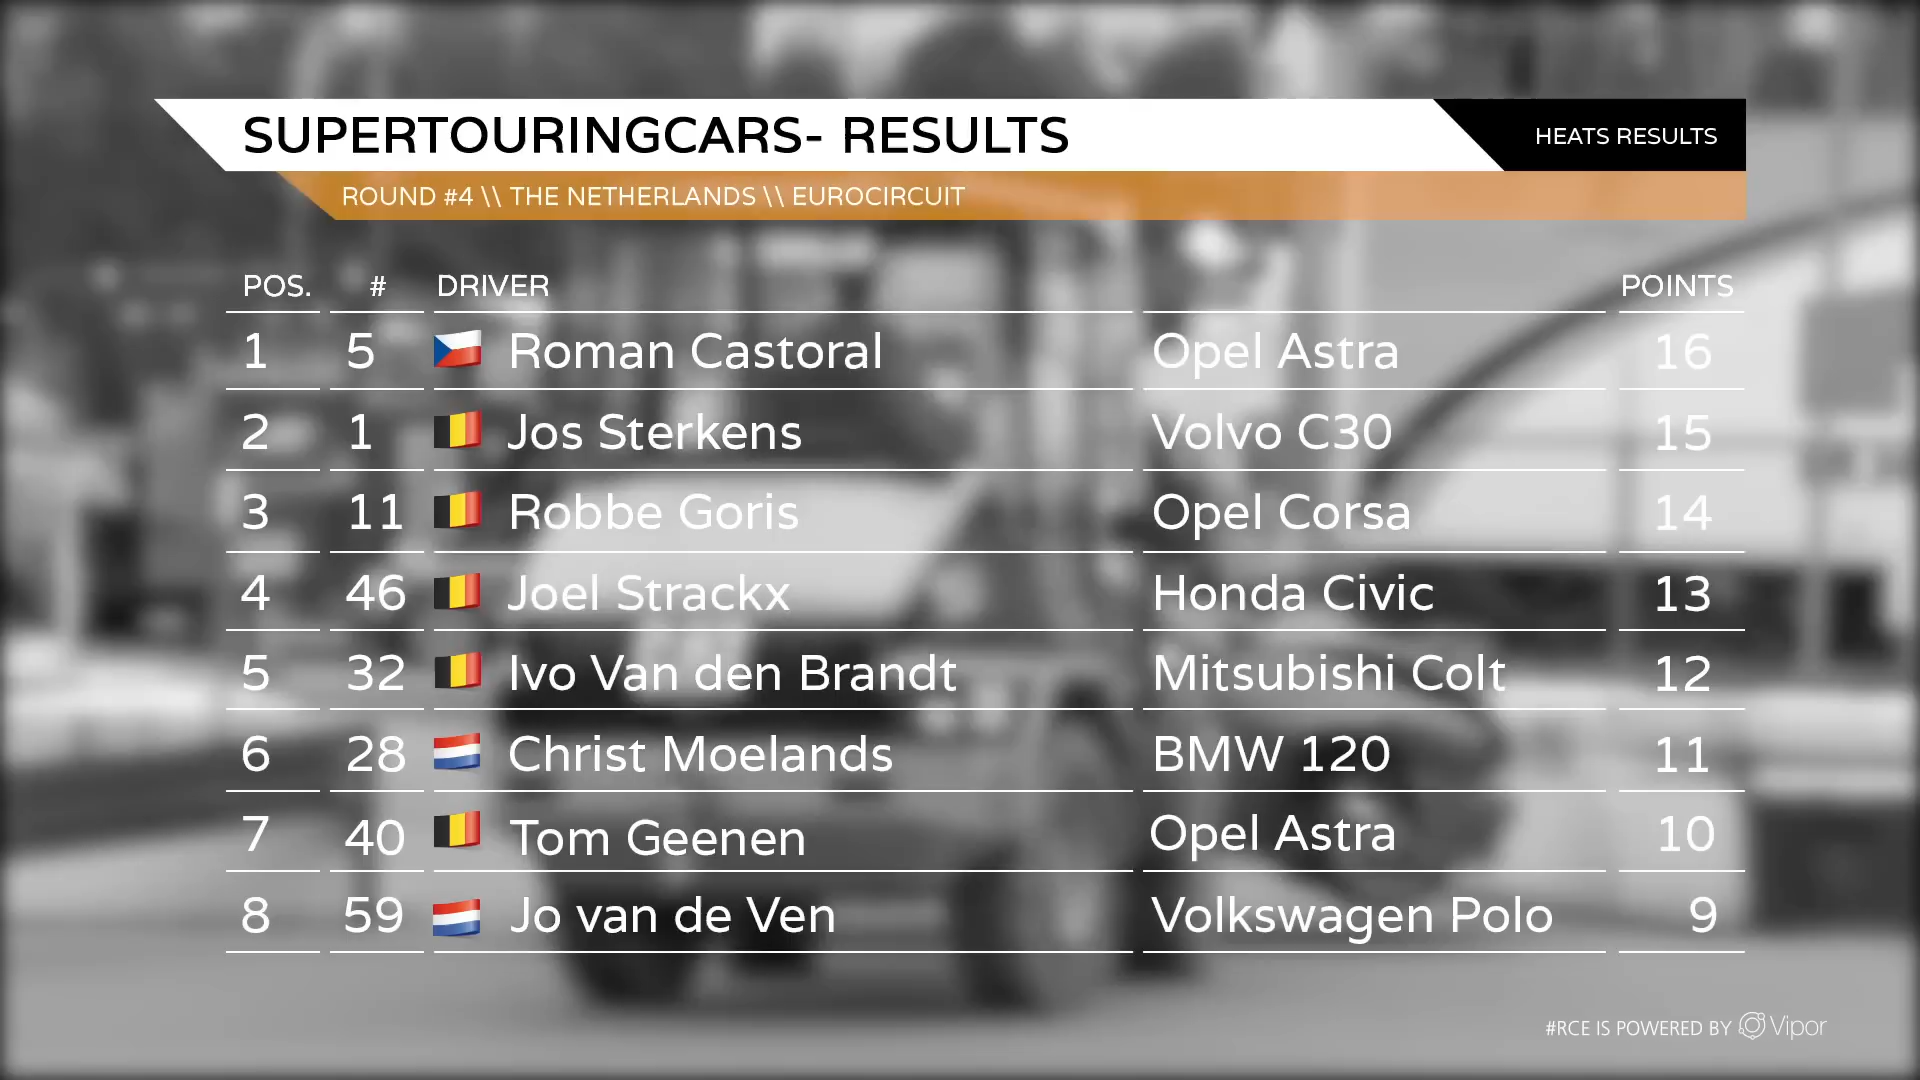 SUPERTOURINGCARS- RESULTS
HEATS RESULTS
ROUND #4 \\ THE NETHERLANDS \\ EUROCIRCUIT
POS. # DRIVER POINTS
1 5 Roman Castoral Opel Astra 16
2 1 Jos Sterkens Volvo C30 15
3 11 Robbe Goris Opel Corsa 14
4 46 Joel Strackx Honda Civic 13
5 32 Ivo Van den Brandt Mitsubishi Colt 12
6 28 Christ Moelands BMW 120 11
7 40 Tom Geenen Opel Astra 10
8 59 Jo van de Ven Volkswagen Polo 9
#RCE IS POWERED BY Vipor